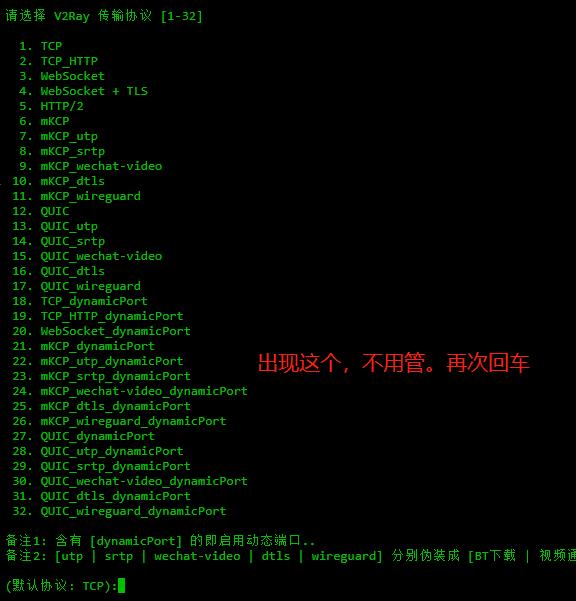 请选择 V2Ray 传输协议 [1-32]
1. TCP
2. TCP_HTTP
3. WebSocket
4. WebSocket + TLS
5. HTTP/2
6. mKCP
7. mKCP_utp
8. mKCP_srtp
9. mKCP_wechat-video
10. mKCP_dtls
11. mKCP_wireguard
12. QUIC
13. QUIC_utp
14. QUIC_srtp
15. QUIC_wechat-video
16. QUIC_dtls
17. QUIC_wireguard
18. TCP_dynamicPort
19. TCP_HTTP_dynamicPort
20. WebSocket_dynamicPort
21. mKCP_dynamicPort
22. mKCP_utp_dynamicPort
出现这个，不用管。再次回车
23. mKCP_srtp_dynamicPort
24. mKCP_wechat-video_dynamicPort
25. mKCP_dtls_dynamicPort
26. mKCP_wireguard_dynamicPort
27. QUIC_dynamicPort
28. QUIC_utp_dynamicPort
29. QUIC_srtp_dynamicPort
30. QUIC_wechat-video_dynamicPort
31. QUIC_dtls_dynamicPort
32. QUIC_wireguard_dynamicPort
备注1: 含有 [dynamicPort] 的即启用动态端口..
备注2: [utp | srtp | wechat-video | dtls | wireguard] 分别伪装成 [BT下载 | 视频通
(默认协议: TCP):